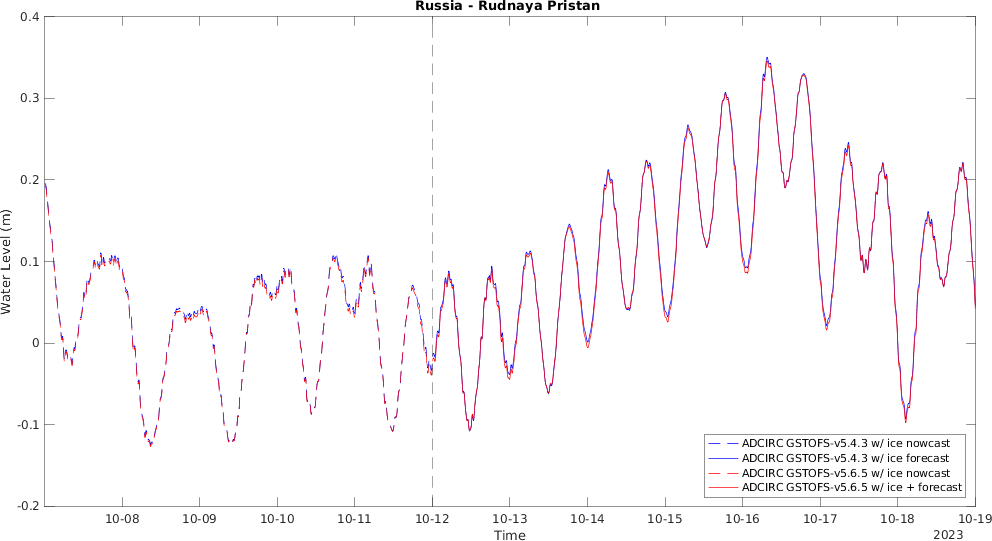 Russia - Rudnaya Pristan
0.4
0.3
0.2
0.1
0
-0.1
-0.2
Water Level (m)
ADCIRC GSTOFS-v5.4.3 w/ ice nowcast
ADCIRC GSTOFS-v5.4.3 w/ ice forecast
ADCIRC GSTOFS-v5.6.5 w/ ice nowcast
ADCIRC GSTOFS-v5.6.5 w/ ice + forecast
10-08 10-09 10-10 10-11 10-12 10-13 10-14 10-15 10-16 10-17 10-18 10-19
Time
2023